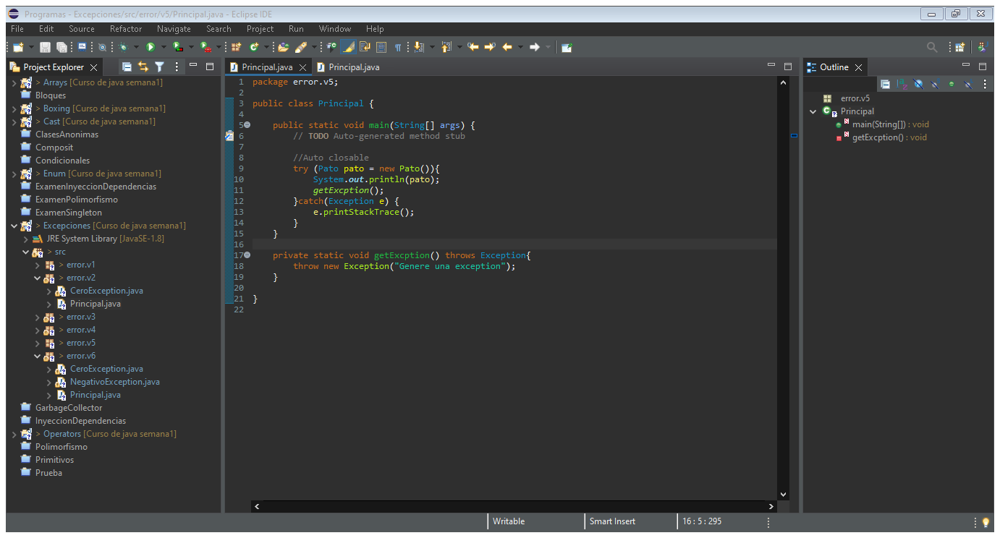 Programas - Excepciones/src/error/v5/Principal.java - Eclipse IDE
File Edit Source Refactor Navigate Search Project Run Window Help
Project Explorer
> Arrays [Curso de java semana1]
Bloques
> Boxing [Curso de java semana1]
> Cast [Curso de java semana1]
ClasesAnonimas
Composit
Condicionales
> Enum [Curso de java semana1]
ExamenInyeccionDependencias
ExamenPolimorfismo
ExamenSingleton
> Excepciones [Curso de java semana1]
JRE System Library [JavaSE-1.8]
> src
> error.v1
> error.v2
CeroException.java
Principal.java
> error.v3
> error.v4
> error.v5
> error.v6
CeroException.java
NegativoException.java
Principal.java
GarbageCollector
InyeccionDependencias
> Operators [Curso de java semana1]
Polimorfismo
Primitivos
Prueba
Principal.java Principal.java
1 package error.v5;
2
3 public class Principal {
4
5 public static void main(String[] args) {
6 // TODO Auto-generated method stub
7
8 //Auto closable
9 try (Pato pato = new Pato()){
10 System.out.println(pato);
11 getExcption();
12 }catch(Exception e) {
13 e.printStackTrace();
14 }
15 }
16
17 private static void getExcption() throws Exception{
18 throw new Exception("Genere una exception");
19 }
20
21 }
22
Outline
error.v5
Principal
main(String[]) : void
getExcption() : void
Writable Smart Insert 16 : 5 : 295